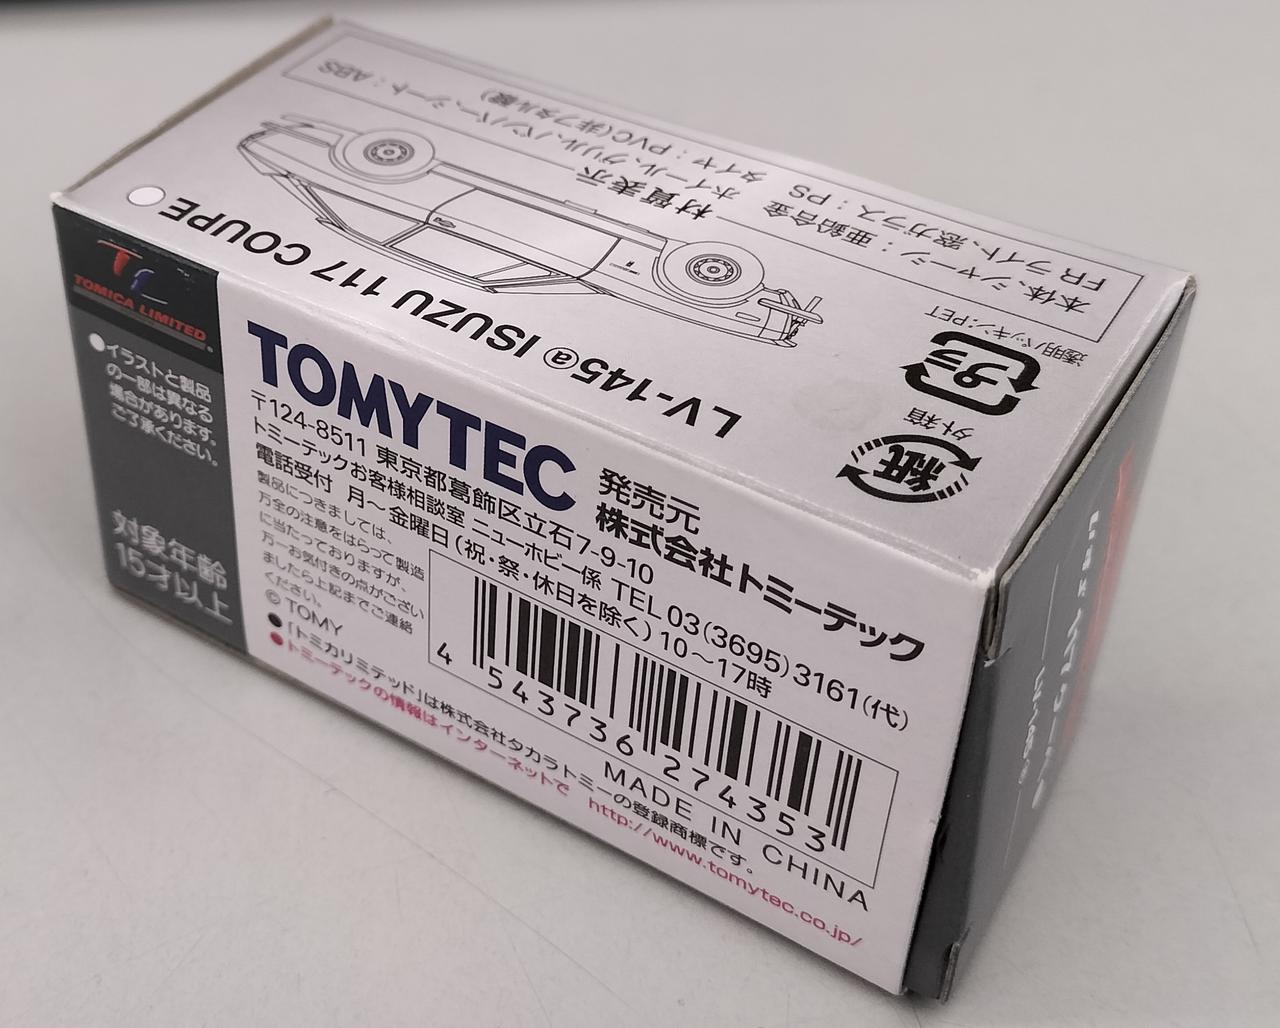 材質表示
本体、シャーシ:亜鉛合金 ホイール、グリル、バンパー、シート:ABS
FRライト、窓ガラス:PS タイヤ:PVC(非フタル酸)
透明パッキン:PET
プラ
外箱
紙
LV-145ⓐ ISUZU 117 COUPE
TOMICA LIMITED
●イラストと製品
の一部は異なる
場合があります。
ご了承ください。
対象年齢
15才以上
TOMYTEC
発売元
株式会社トミーテック
〒124-8511 東京都葛飾区立石7-9-10
トミーテックお客様相談室 ニューホビー係 TEL 03(3695)3161(代)
電話受付 月～金曜日(祝・祭・休日を除く)10～17時
製品につきましては、
万全の注意をはらって製造
に当たっておりますが、
万一お気付きの点がござい
ましたら上記までご連絡
ください。
© TOMY
4 543736 274353
MADE IN CHINA
●「トミカリミテッド」は株式会社タカラトミーの登録商標です。
●トミーテックの情報はインターネットで http://www.tomytec.co.jp/